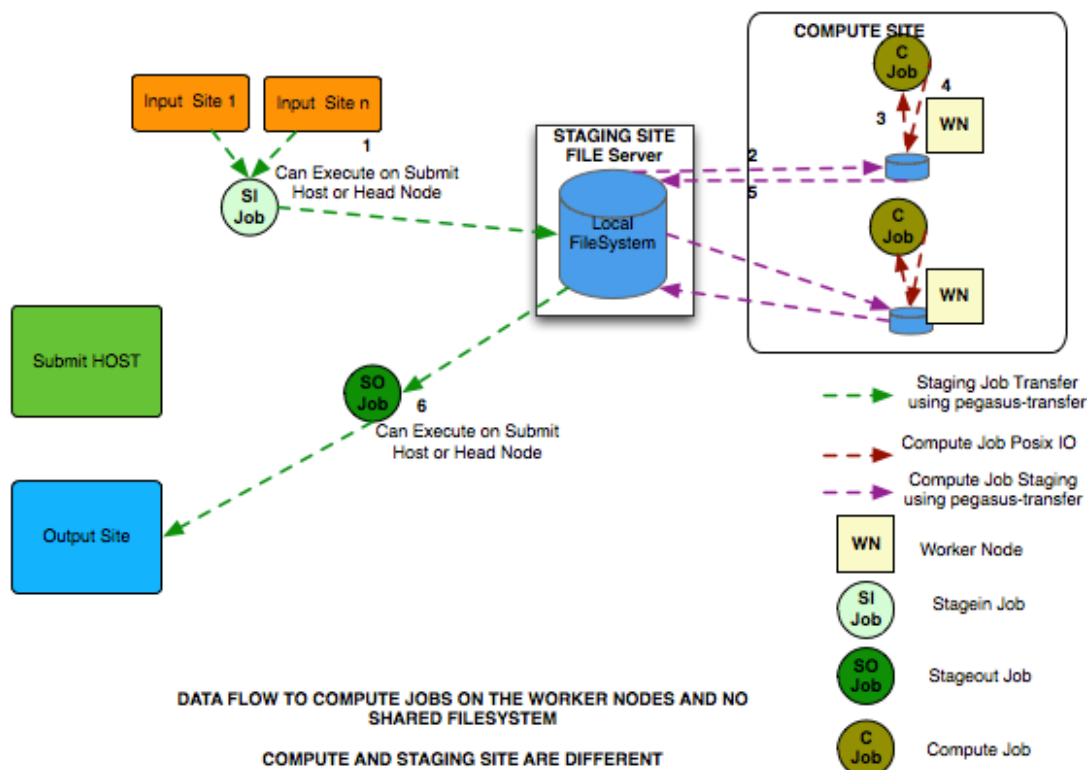 COMPUTE SITE
C
Job
4
3
WN
Input  Site 1
Input  Site n
1
Can Execute on Submit
Host or Head Node
SI
Job
STAGING SITE
FILE Server
Local
FileSystem
2
5
C
Job
WN
Submit HOST
SO
Job
6
Can Execute on Submit
Host or Head Node
Output Site
Staging Job Transfer
using pegasus-transfer
Compute Job Posix IO
Compute Job Staging
using pegasus-transfer
WN
Worker Node
SI
Job
Stagein Job
SO
Job
Stageout Job
C
Job
Compute Job
DATA FLOW TO COMPUTE JOBS ON THE WORKER NODES AND NO
SHARED FILESYSTEM
COMPUTE AND STAGING SITE ARE DIFFERENT